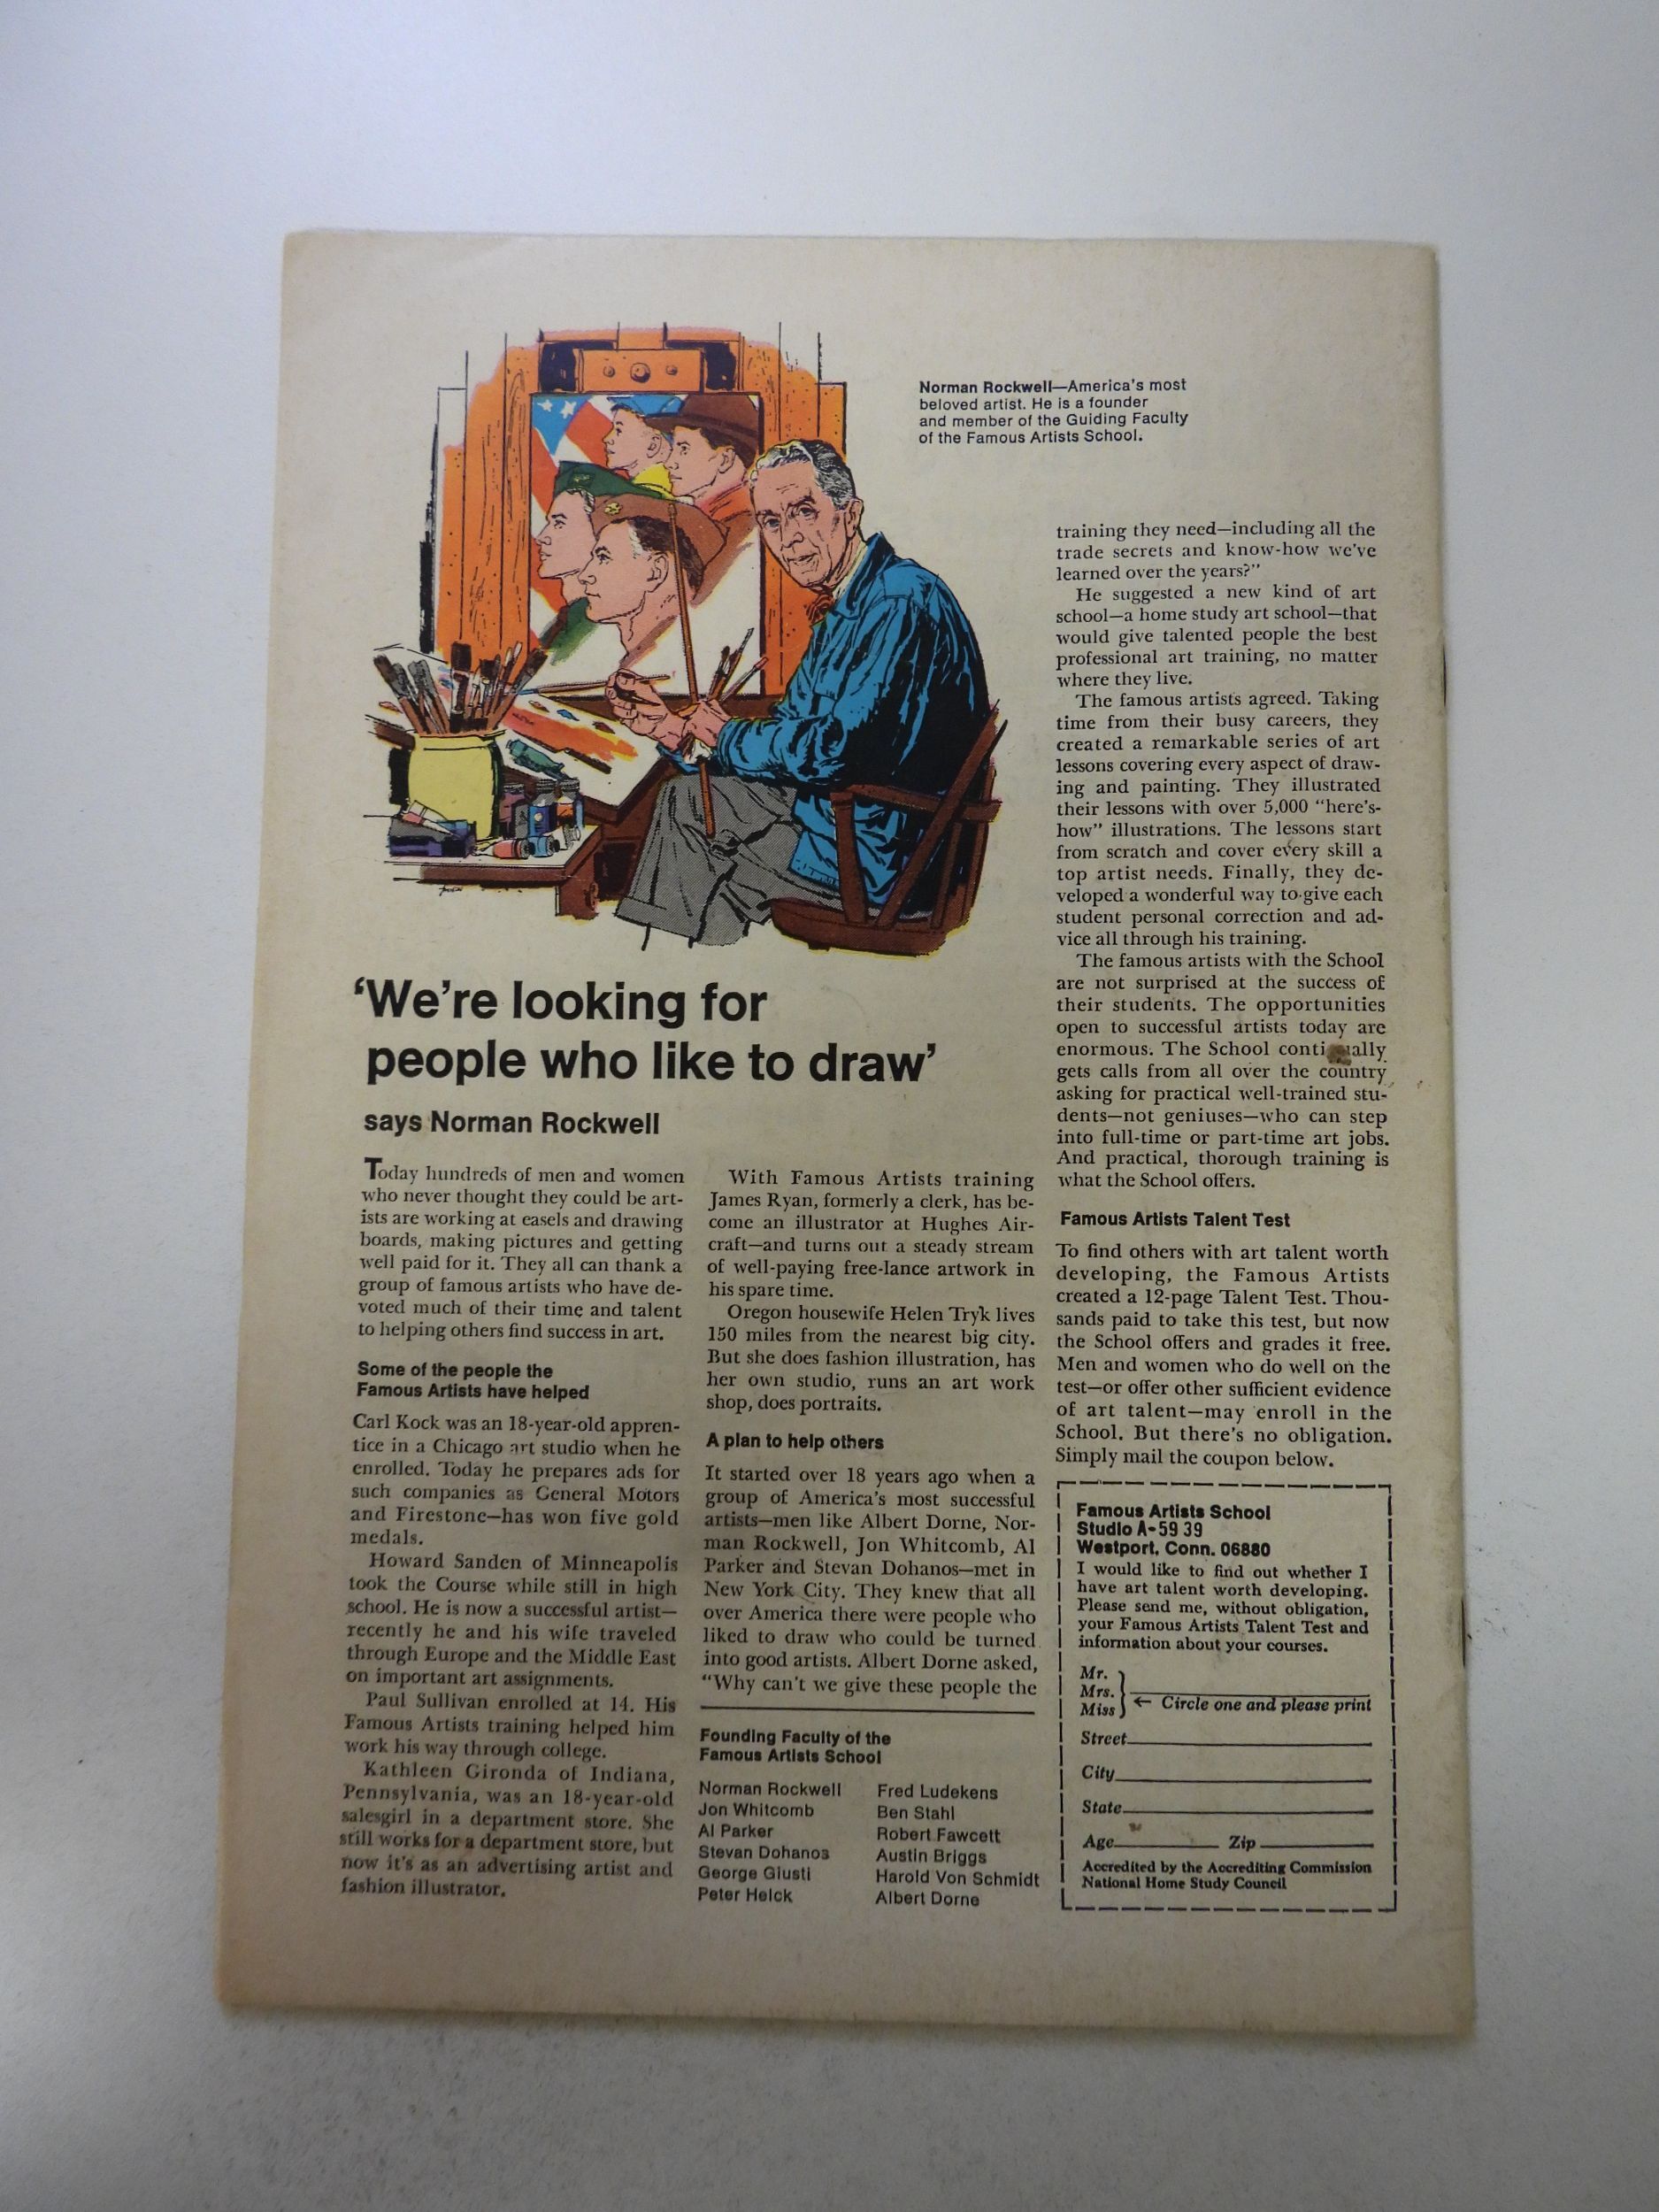 Norman Rockwell—America's most
beloved artist. He is a founder
and member of the Guiding Faculty
of the Famous Artists School.
'We're looking for
people who like to draw'
says Norman Rockwell
Today hundreds of men and women
who never thought they could be art-
ists are working at easels and drawing
boards, making pictures and getting
well paid for it. They all can thank a
group of famous artists who have de-
voted much of their time and talent
to helping others find success in art.
Some of the people the
Famous Artists have helped
Carl Kock was an 18-year-old appren-
tice in a Chicago art studio when he
enrolled. Today he prepares ads for
such companies as General Motors
and Firestone—has won five gold
medals.
Howard Sanden of Minneapolis
took the Course while still in high
school. He is now a successful artist—
recently he and his wife traveled
through Europe and the Middle East
on important art assignments.
Paul Sullivan enrolled at 14. His
Famous Artists training helped him
work his way through college.
Kathleen Gironda of Indiana,
Pennsylvania, was an 18-year-old
salesgirl in a department store. She
still works for a department store, but
now it's as an advertising artist and
fashion illustrator.
With Famous Artists training
James Ryan, formerly a clerk, has be-
come an illustrator at Hughes Air-
craft—and turns out a steady stream
of well-paying free-lance artwork in
his spare time.
Oregon housewife Helen Tryk lives
150 miles from the nearest big city.
But she does fashion illustration, has
her own studio, runs an art work
shop, does portraits.
A plan to help others
It started over 18 years ago when a
group of America's most successful
artists—men like Albert Dorne, Nor-
man Rockwell, Jon Whitcomb, Al
Parker and Stevan Dohanos—met in
New York City. They knew that all
over America there were people who
liked to draw who could be turned
into good artists. Albert Dorne asked,
"Why can't we give these people the
Founding Faculty of the
Famous Artists School
Norman Rockwell
Jon Whitcomb
Al Parker
Stevan Dohanos
George Giusti
Peter Helck
Fred Ludekens
Ben Stahl
Robert Fawcett
Austin Briggs
Harold Von Schmidt
Albert Dorne
training they need—including all the
trade secrets and know-how we've
learned over the years?"
He suggested a new kind of art
school—a home study art school—that
would give talented people the best
professional art training, no matter
where they live.
The famous artists agreed. Taking
time from their busy careers, they
created a remarkable series of art
lessons covering every aspect of draw-
ing and painting. They illustrated
their lessons with over 5,000 "here's-
how" illustrations. The lessons start
from scratch and cover every skill a
top artist needs. Finally, they de-
veloped a wonderful way to give each
student personal correction and ad-
vice all through his training.
The famous artists with the School
are not surprised at the success of
their students. The opportunities
open to successful artists today are
enormous. The School continually
gets calls from all over the country
asking for practical well-trained stu-
dents—not geniuses—who can step
into full-time or part-time art jobs.
And practical, thorough training is
what the School offers.
Famous Artists Talent Test
To find others with art talent worth
developing, the Famous Artists
created a 12-page Talent Test. Thou-
sands paid to take this test, but now
the School offers and grades it free.
Men and women who do well on the
test—or offer other sufficient evidence
of art talent—may enroll in the
School. But there's no obligation.
Simply mail the coupon below.
Famous Artists School
Studio A-59 39
Westport, Conn. 06880
I would like to find out whether I
have art talent worth developing.
Please send me, without obligation,
your Famous Artists Talent Test and
information about your courses.
Mr.
Mrs.
Miss ← Circle one and please print
Street
City
State
Age Zip
Accredited by the Accrediting Commission
National Home Study Council